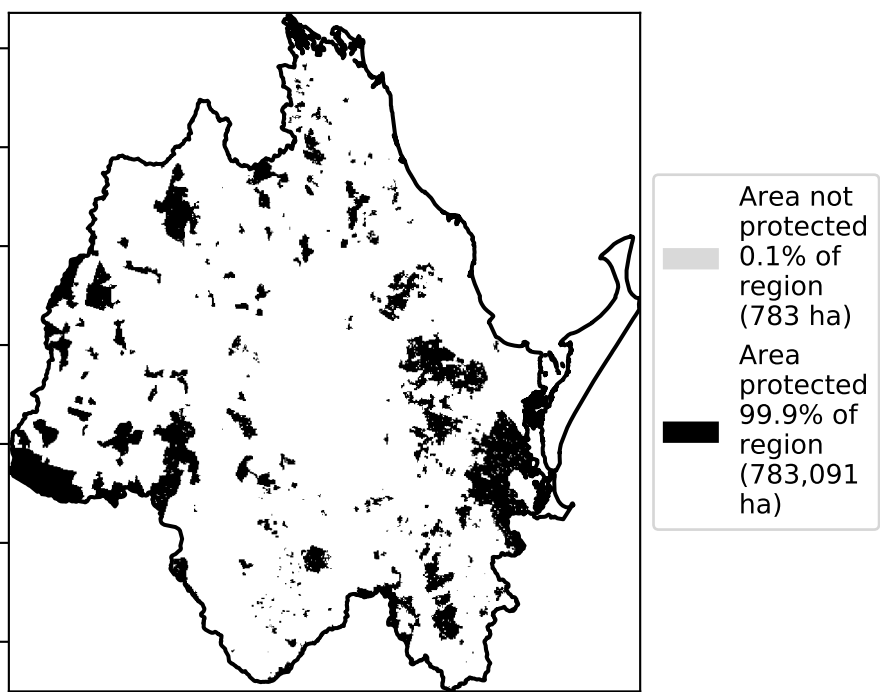 Area not
protected
0.1% of
region
(783 ha)
Area
protected
99.9% of
region
(783,091
ha)